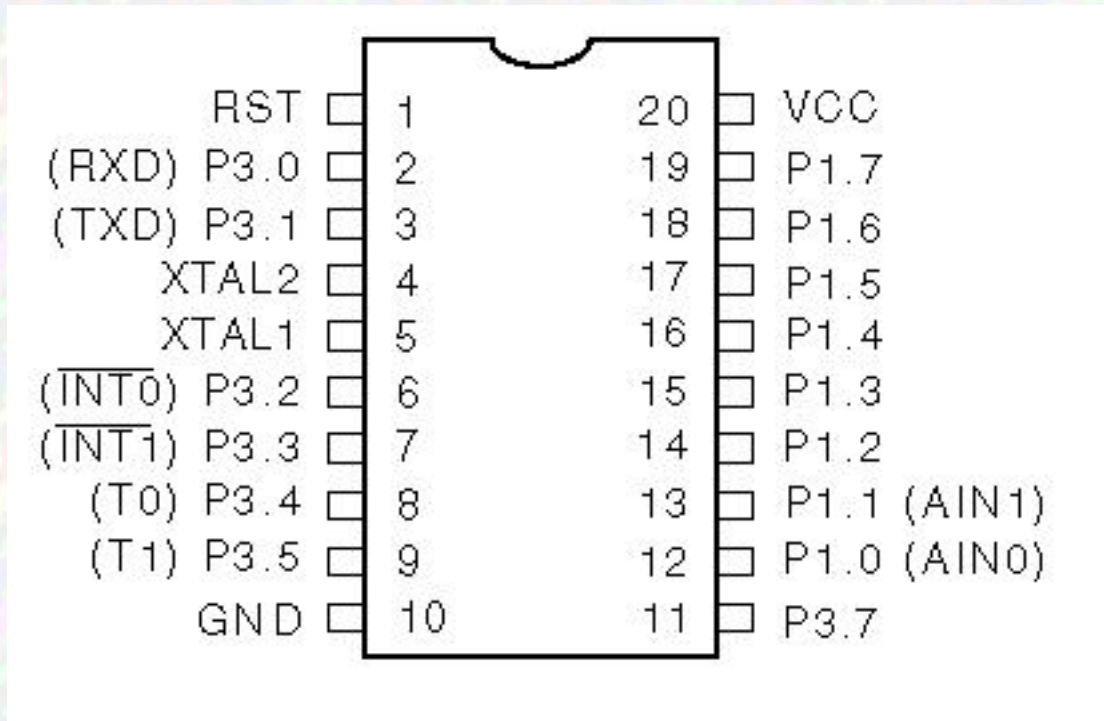 RST 1 20 VCC
(RXD) P3.0 2 19 P1.7
(TXD) P3.1 3 18 P1.6
XTAL2 4 17 P1.5
XTAL1 5 16 P1.4
(INT0) P3.2 6 15 P1.3
(INT1) P3.3 7 14 P1.2
(T0) P3.4 8 13 P1.1 (AIN1)
(T1) P3.5 9 12 P1.0 (AIN0)
GND 10 11 P3.7